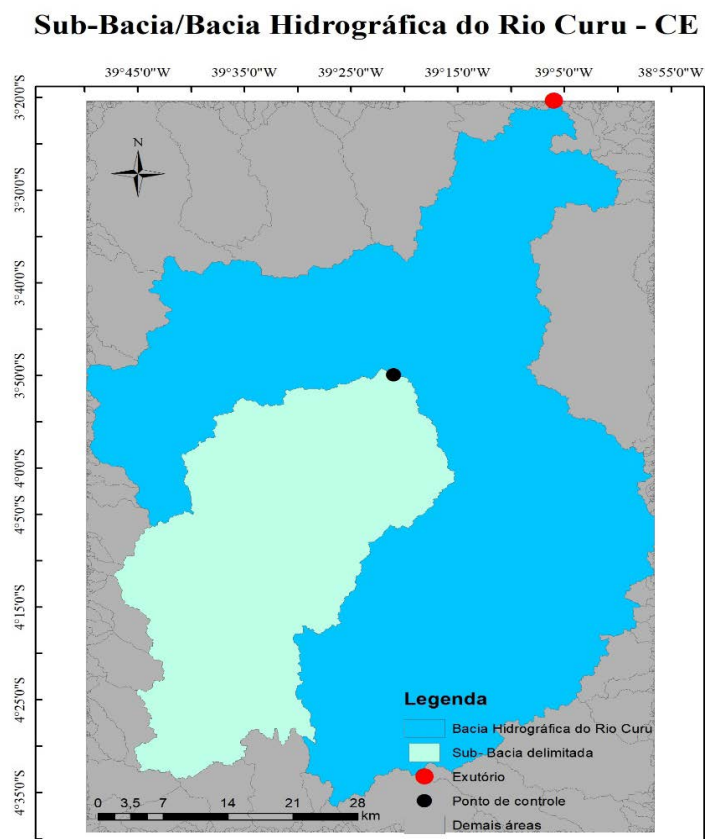 Sub-Bacia/Bacia Hidrográfica do Rio Curu - CE
39°45'0"W 39°35'0"W 39°25'0"W 39°15'0"W 39°5'0"W 38°55'0"W
3°20'0"S
3°30'0"S
3°40'0"S
3°50'0"S
4°0'0"S
4°5'0"S
4°15'0"S
4°25'0"S
4°35'0"S
N
Legenda
Bacia Hidrográfica do Rio Curu
Sub- Bacia delimitada
Exutório
Ponto de controle
Demais áreas
0 3,5 7 14 21 28
km